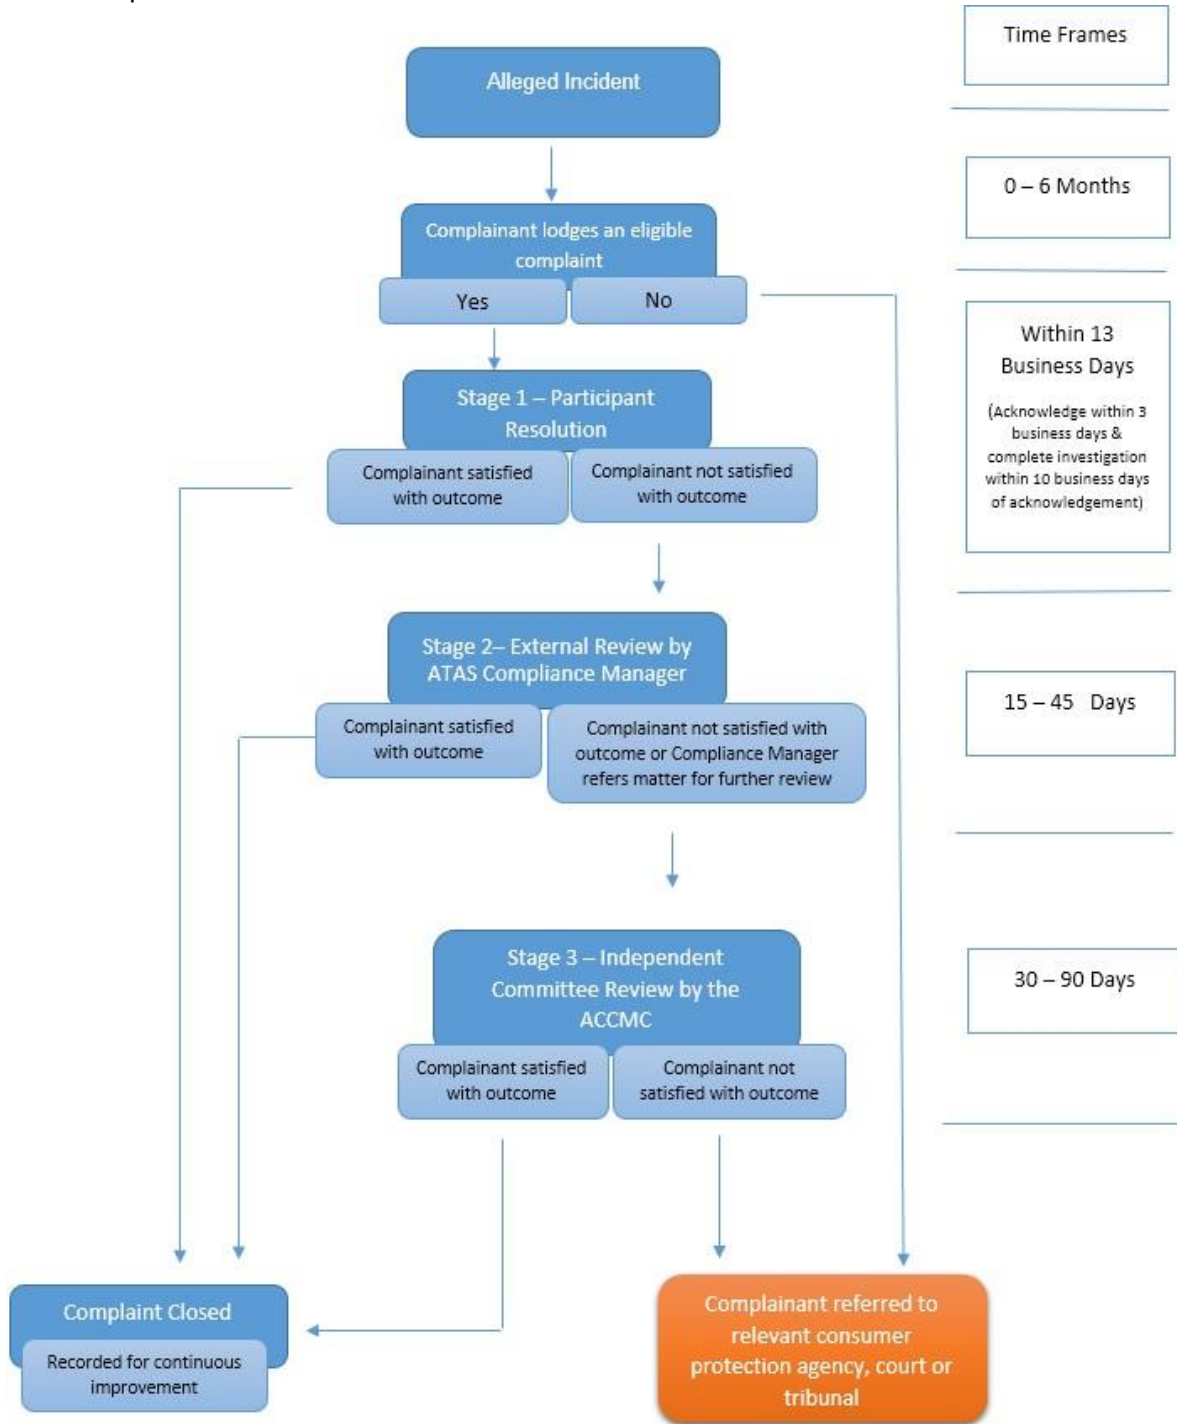 Time Frames
Alleged Incident
0 – 6 Months
Complainant lodges an eligible
complaint
Yes
No
Within 13
Business Days
(Acknowledge within 3
business days &
complete investigation
within 10 business days
of acknowledgement)
Stage 1 – Participant
Resolution
Complainant satisfied
with outcome
Complainant not satisfied
with outcome
Stage 2– External Review by
ATAS Compliance Manager
15 – 45 Days
Complainant satisfied
with outcome
Complainant not satisfied with
outcome or Compliance Manager
refers matter for further review
Stage 3 – Independent
Committee Review by the
ACCMC
30 – 90 Days
Complainant satisfied
with outcome
Complainant not
satisfied with outcome
Complaint Closed
Recorded for continuous
improvement
Complainant referred to
relevant consumer
protection agency, court or
tribunal